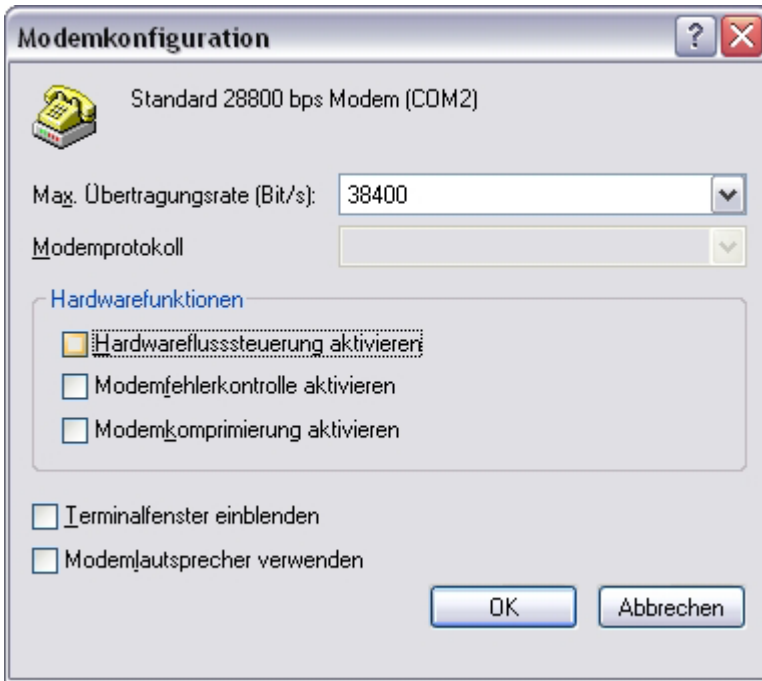 Modemkonfiguration
Standard 28800 bps Modem (COM2)
Max. Übertragungsrate (Bit/s): 38400
Modemprotokoll
Hardwarefunktionen
Hardwareflusssteuerung aktivieren
Modemfehlerkontrolle aktivieren
Modemkomprimierung aktivieren
Terminalfenster einblenden
Modemlautsprecher verwenden
OK Abbrechen